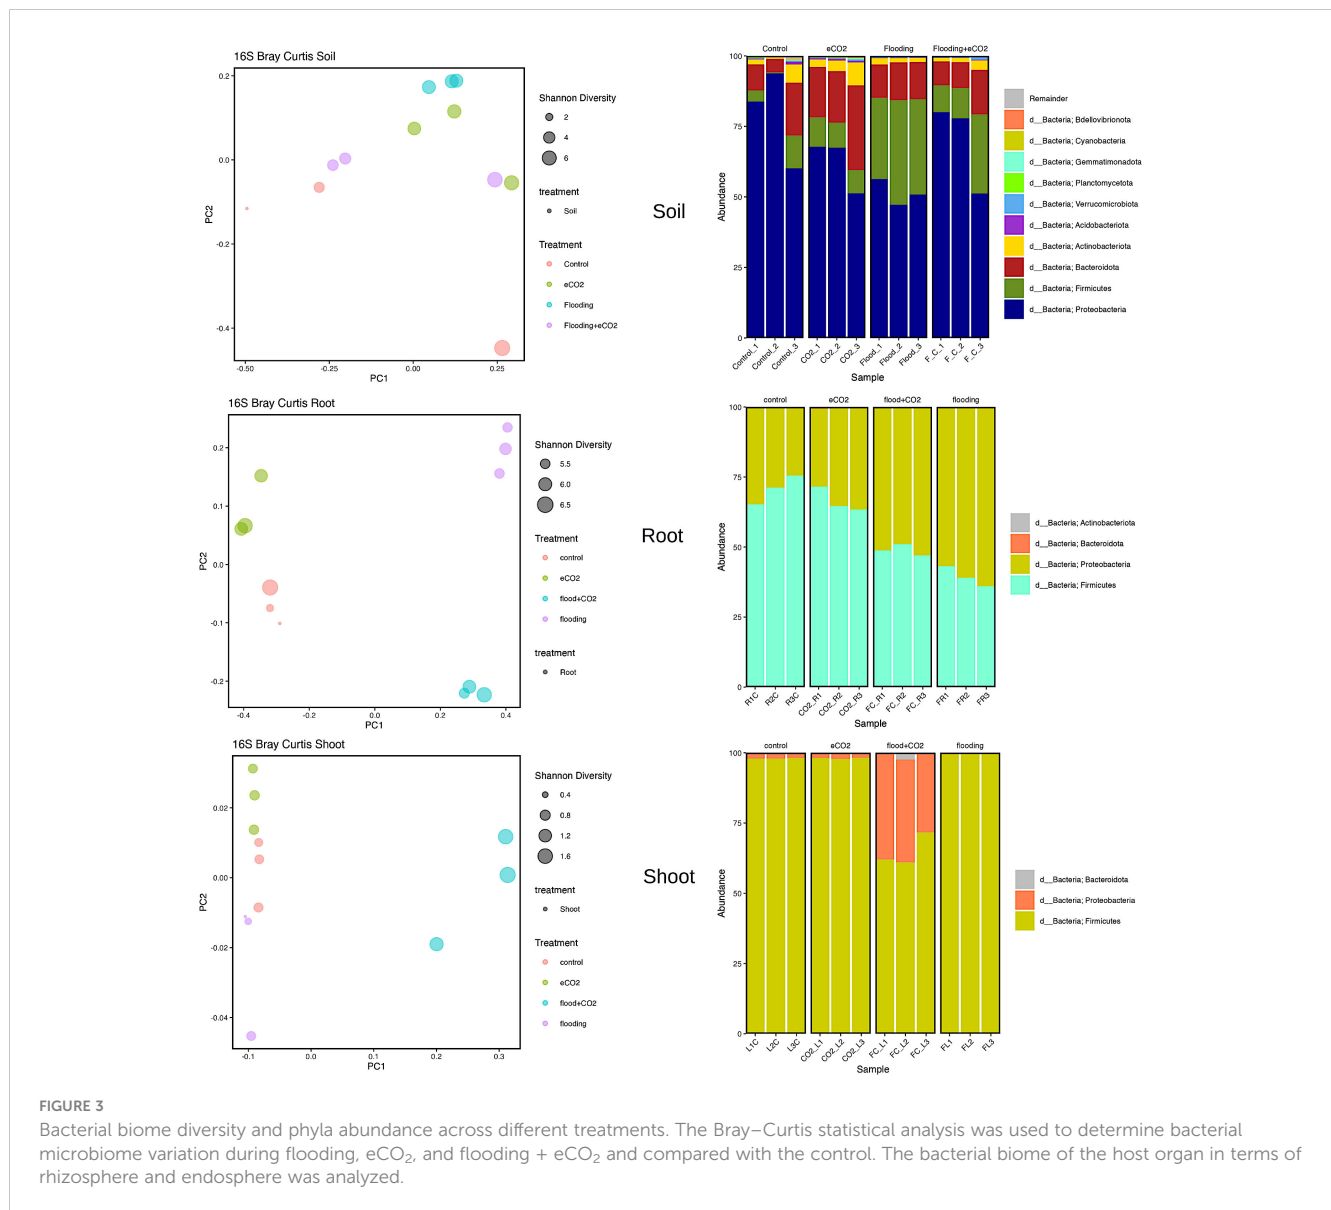 16S Bray Curtis Soil
0.2
0.0
-0.2
-0.4
PC2
-0.50
-0.25
0.00
0.25
PC1
Shannon Diversity
2
4
6
treatment
Soil
Treatment
Control
eCO2
Flooding
Flooding+eCO2
Soil
Control
eCO2
Flooding
Flooding+eCO2
100
75
50
25
0
Abundance
Control_1
Control_2
Control_3
CO2_1
CO2_2
CO2_3
Flood_1
Flood_2
Flood_3
F_C_1
F_C_2
F_C_3
Sample
Remainder
d__Bacteria; Bdellovibrionota
d__Bacteria; Cyanobacteria
d__Bacteria; Gemmatimonadota
d__Bacteria; Planctomycetota
d__Bacteria; Verrucomicrobiota
d__Bacteria; Acidobacteriota
d__Bacteria; Actinobacteriota
d__Bacteria; Bacteroidota
d__Bacteria; Firmicutes
d__Bacteria; Proteobacteria
16S Bray Curtis Root
0.2
0.1
0.0
-0.1
-0.2
PC2
-0.4
-0.2
0.0
0.2
0.4
PC1
Shannon Diversity
5.5
6.0
6.5
Treatment
control
eCO2
flood+CO2
flooding
treatment
Root
Root
control
eCO2
flood+CO2
flooding
100
75
50
25
0
Abundance
R1C
R2C
R3C
CO2_R1
CO2_R2
CO2_R3
FC_R1
FC_R2
FC_R3
FR1
FR2
FR3
Sample
d__Bacteria; Actinobacteriota
d__Bacteria; Bacteroidota
d__Bacteria; Proteobacteria
d__Bacteria; Firmicutes
16S Bray Curtis Shoot
0.02
0.00
-0.02
-0.04
PC2
-0.1
0.0
0.1
0.2
0.3
PC1
Shannon Diversity
0.4
0.8
1.2
1.6
treatment
Shoot
Treatment
control
eCO2
flood+CO2
flooding
Shoot
control
eCO2
flood+CO2
flooding
100
75
50
25
0
Abundance
L1C
L2C
L3C
CO2_L1
CO2_L2
CO2_L3
FC_L1
FC_L2
FC_L3
FL1
FL2
FL3
Sample
d__Bacteria; Bacteroidota
d__Bacteria; Proteobacteria
d__Bacteria; Firmicutes
FIGURE 3
Bacterial biome diversity and phyla abundance across different treatments. The Bray–Curtis statistical analysis was used to determine bacterial
microbiome variation during flooding, eCO₂, and flooding + eCO₂ and compared with the control. The bacterial biome of the host organ in terms of
rhizosphere and endosphere was analyzed.